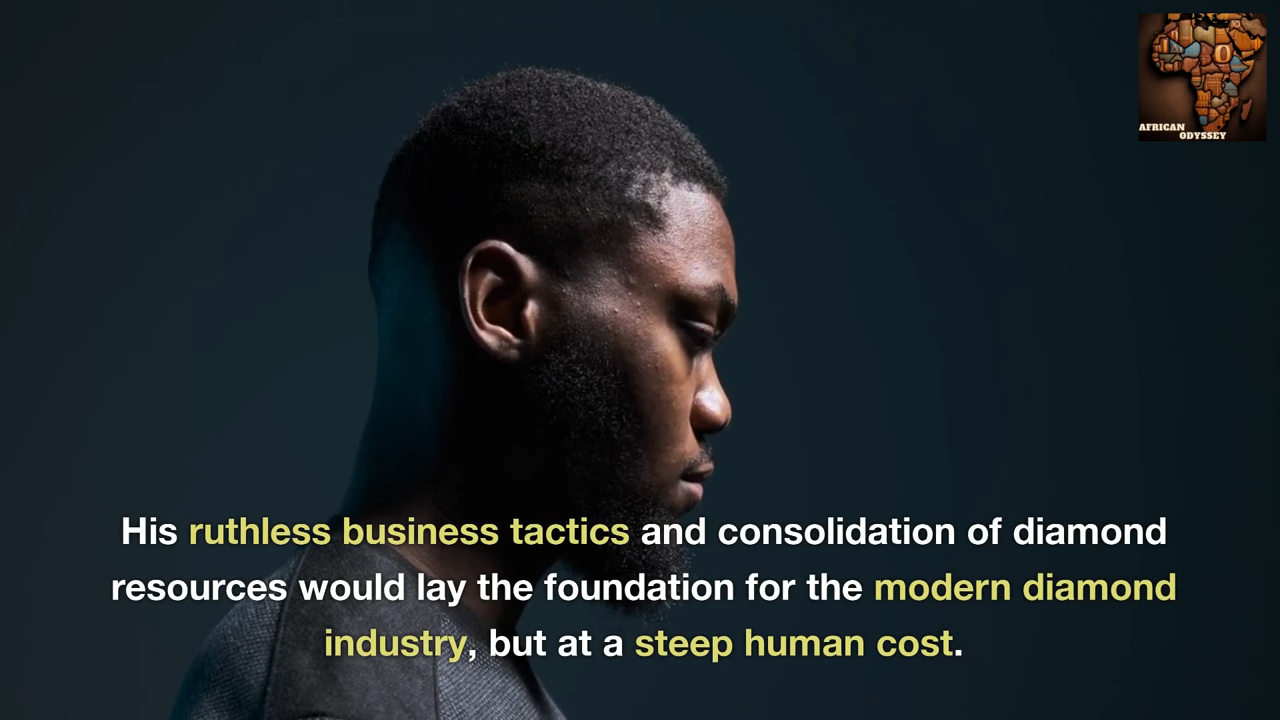 AFRICAN
ODYSSEY
His ruthless business tactics and consolidation of diamond
resources would lay the foundation for the modern diamond
industry, but at a steep human cost.